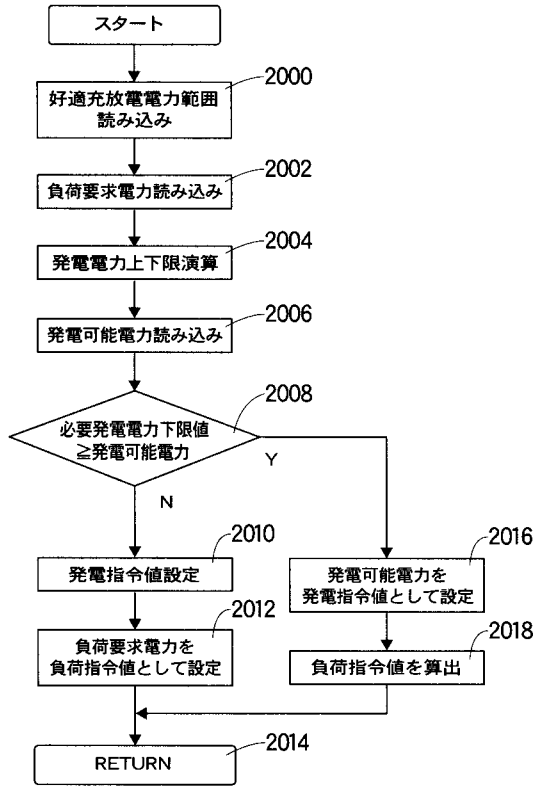 スタート
2000
好適充放電電力範囲
読み込み
2002
負荷要求電力読み込み
2004
発電電力上下限演算
2006
発電可能電力読み込み
2008
必要発電電力下限値
≧発電可能電力
Y
N
2010
発電指令値設定
2012
負荷要求電力を
負荷指令値として設定
2016
発電可能電力を
発電指令値として設定
2018
負荷指令値を算出
2014
RETURN